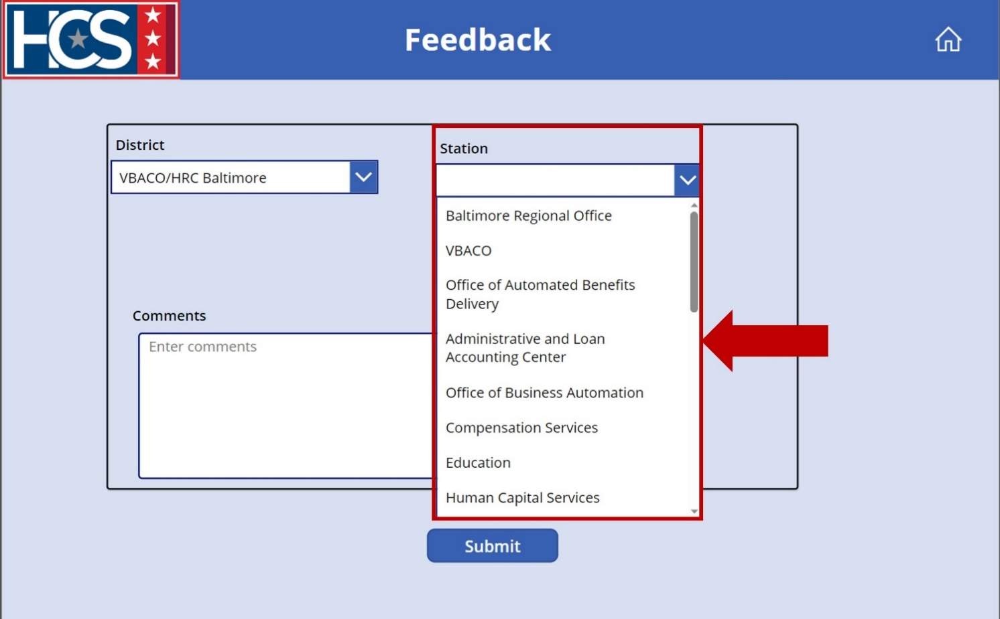 HCS
Feedback
District
VBACO/HRC Baltimore
Station
Baltimore Regional Office
VBACO
Office of Automated Benefits
Delivery
Administrative and Loan
Accounting Center
Office of Business Automation
Compensation Services
Education
Human Capital Services
Comments
Enter comments
Submit